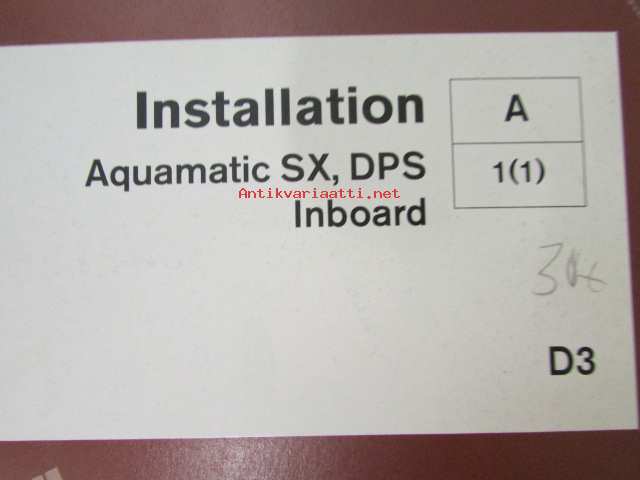 Installation
A
Aquamatic SX, DPS
1(1)
Antikvariaatti.net
Inboard
D3